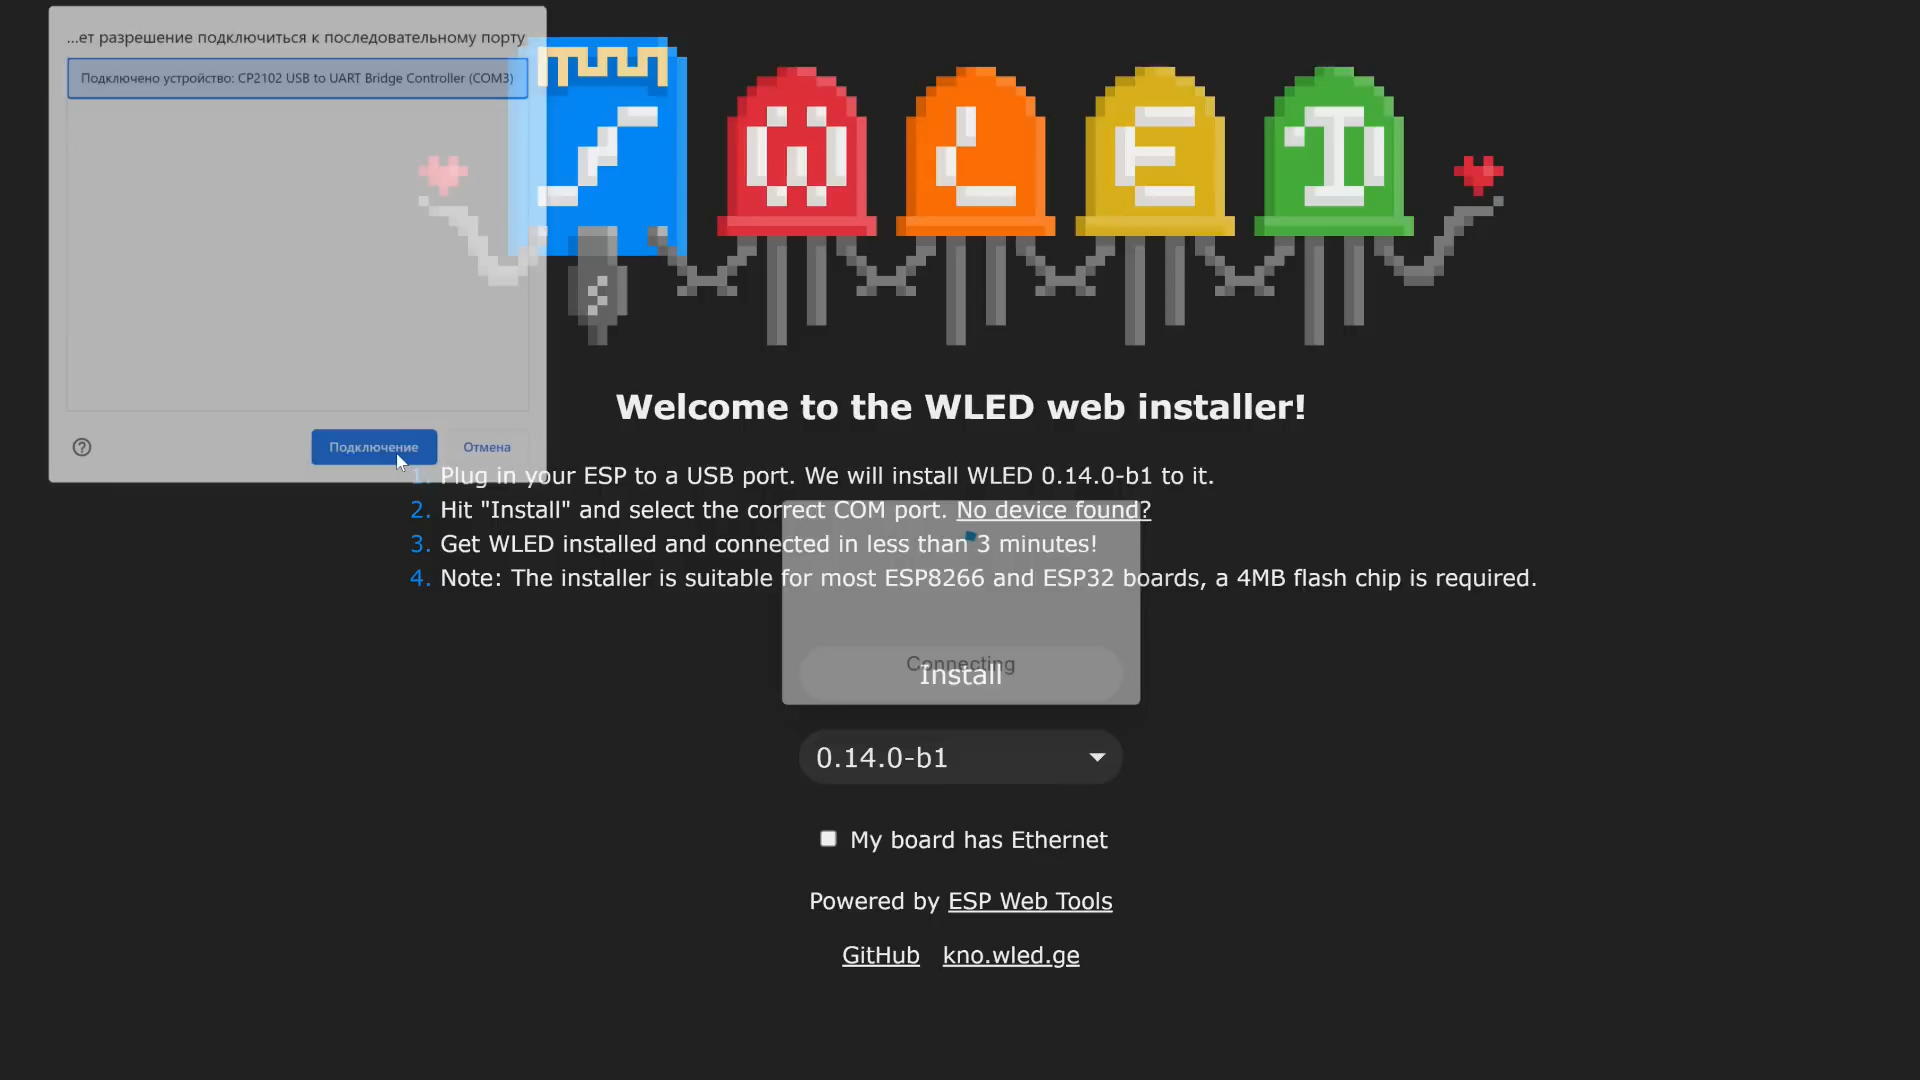 ...ет разрешение подключиться к последовательному порту
Подключено устройство: CP2102 USB to UART Bridge Controller (COM3)
Подключение
Отмена
WLED
Welcome to the WLED web installer!
1. Plug in your ESP to a USB port. We will install WLED 0.14.0-b1 to it.
2. Hit "Install" and select the correct COM port. No device found?
3. Get WLED installed and connected in less than 3 minutes!
4. Note: The installer is suitable for most ESP8266 and ESP32 boards, a 4MB flash chip is required.
Connecting
Install
0.14.0-b1
My board has Ethernet
Powered by ESP Web Tools
GitHub kno.wled.ge